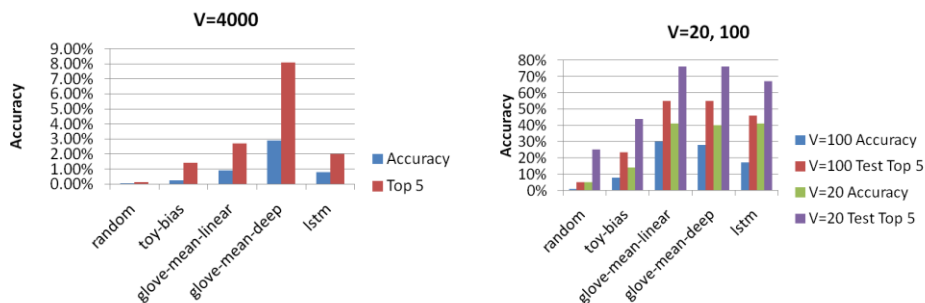 V=4000
Accuracy
9.00%
8.00%
7.00%
6.00%
5.00%
4.00%
3.00%
2.00%
1.00%
0.00%
random
toy-bias
glove-mean-linear
glove-mean-deep
lstm
Accuracy
Top 5
V=20, 100
Accuracy
80%
70%
60%
50%
40%
30%
20%
10%
0%
random
toy-bias
glove-mean-linear
glove-mean-deep
lstm
V=100 Accuracy
V=100 Test Top 5
V=20 Accuracy
V=20 Test Top 5